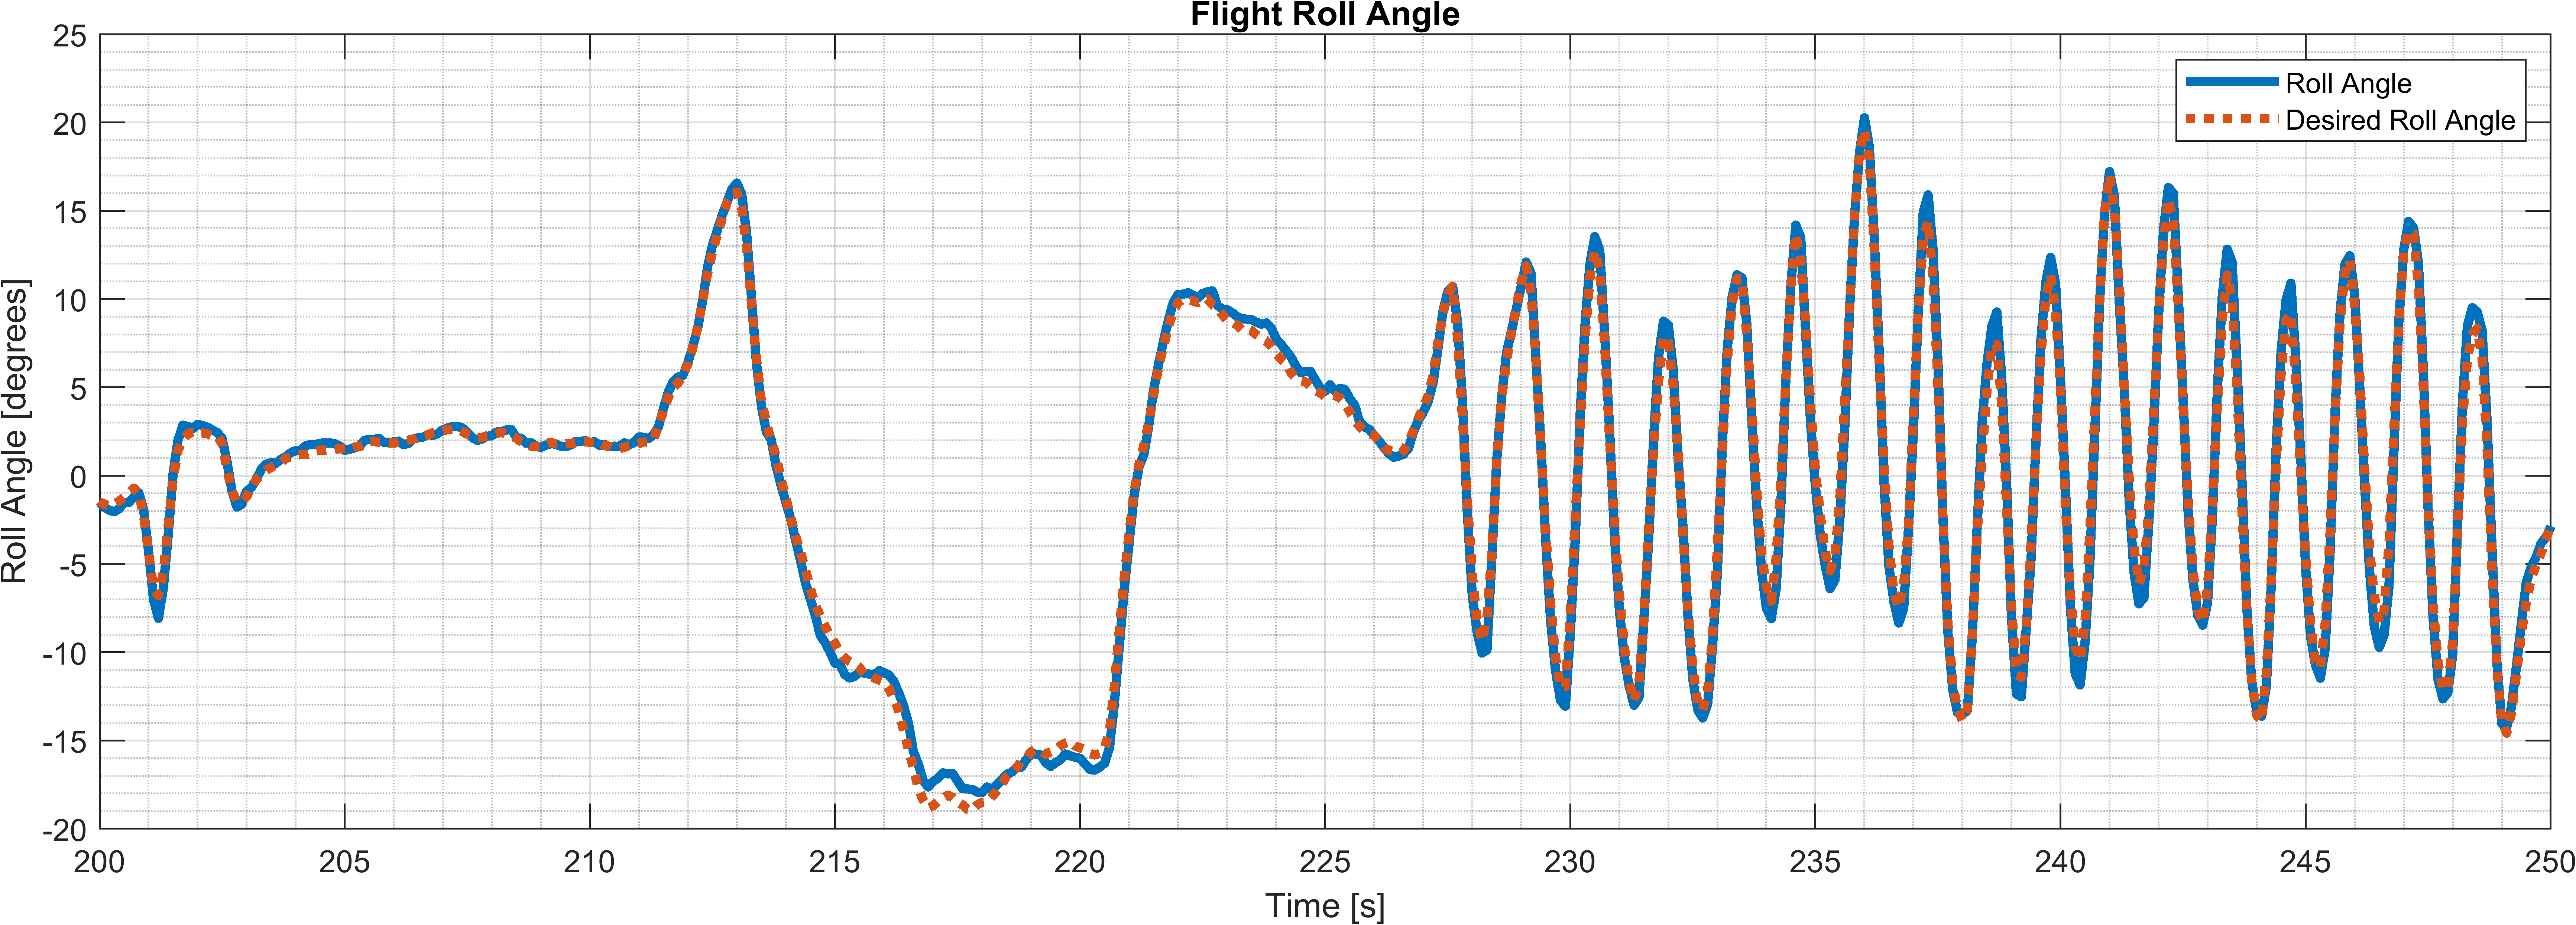 Flight Roll Angle
25
20
15
10
5
0
-5
-10
-15
-20
Roll Angle [degrees]
Roll Angle
Desired Roll Angle
200 205 210 215 220 225 230 235 240 245 250
Time [s]